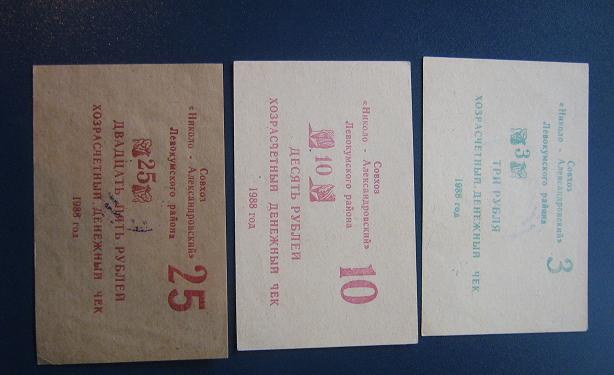 Совхоз
«Николо - Александровский»
Левокумского района
25
25
ДВАДЦАТЬ ПЯТЬ РУБЛЕЙ
ХОЗРАСЧЕТНЫЙ ДЕНЕЖНЫЙ ЧЕК
1988 год
Совхоз
«Николо - Александровский»
Левокумского района
10
10
ДЕСЯТЬ РУБЛЕЙ
ХОЗРАСЧЕТНЫЙ ДЕНЕЖНЫЙ ЧЕК
1988 год
Совхоз
«Николо - Александровский»
Левокумского района
3
3
ТРИ РУБЛЯ
ХОЗРАСЧЕТНЫЙ ДЕНЕЖНЫЙ ЧЕК
1988 год